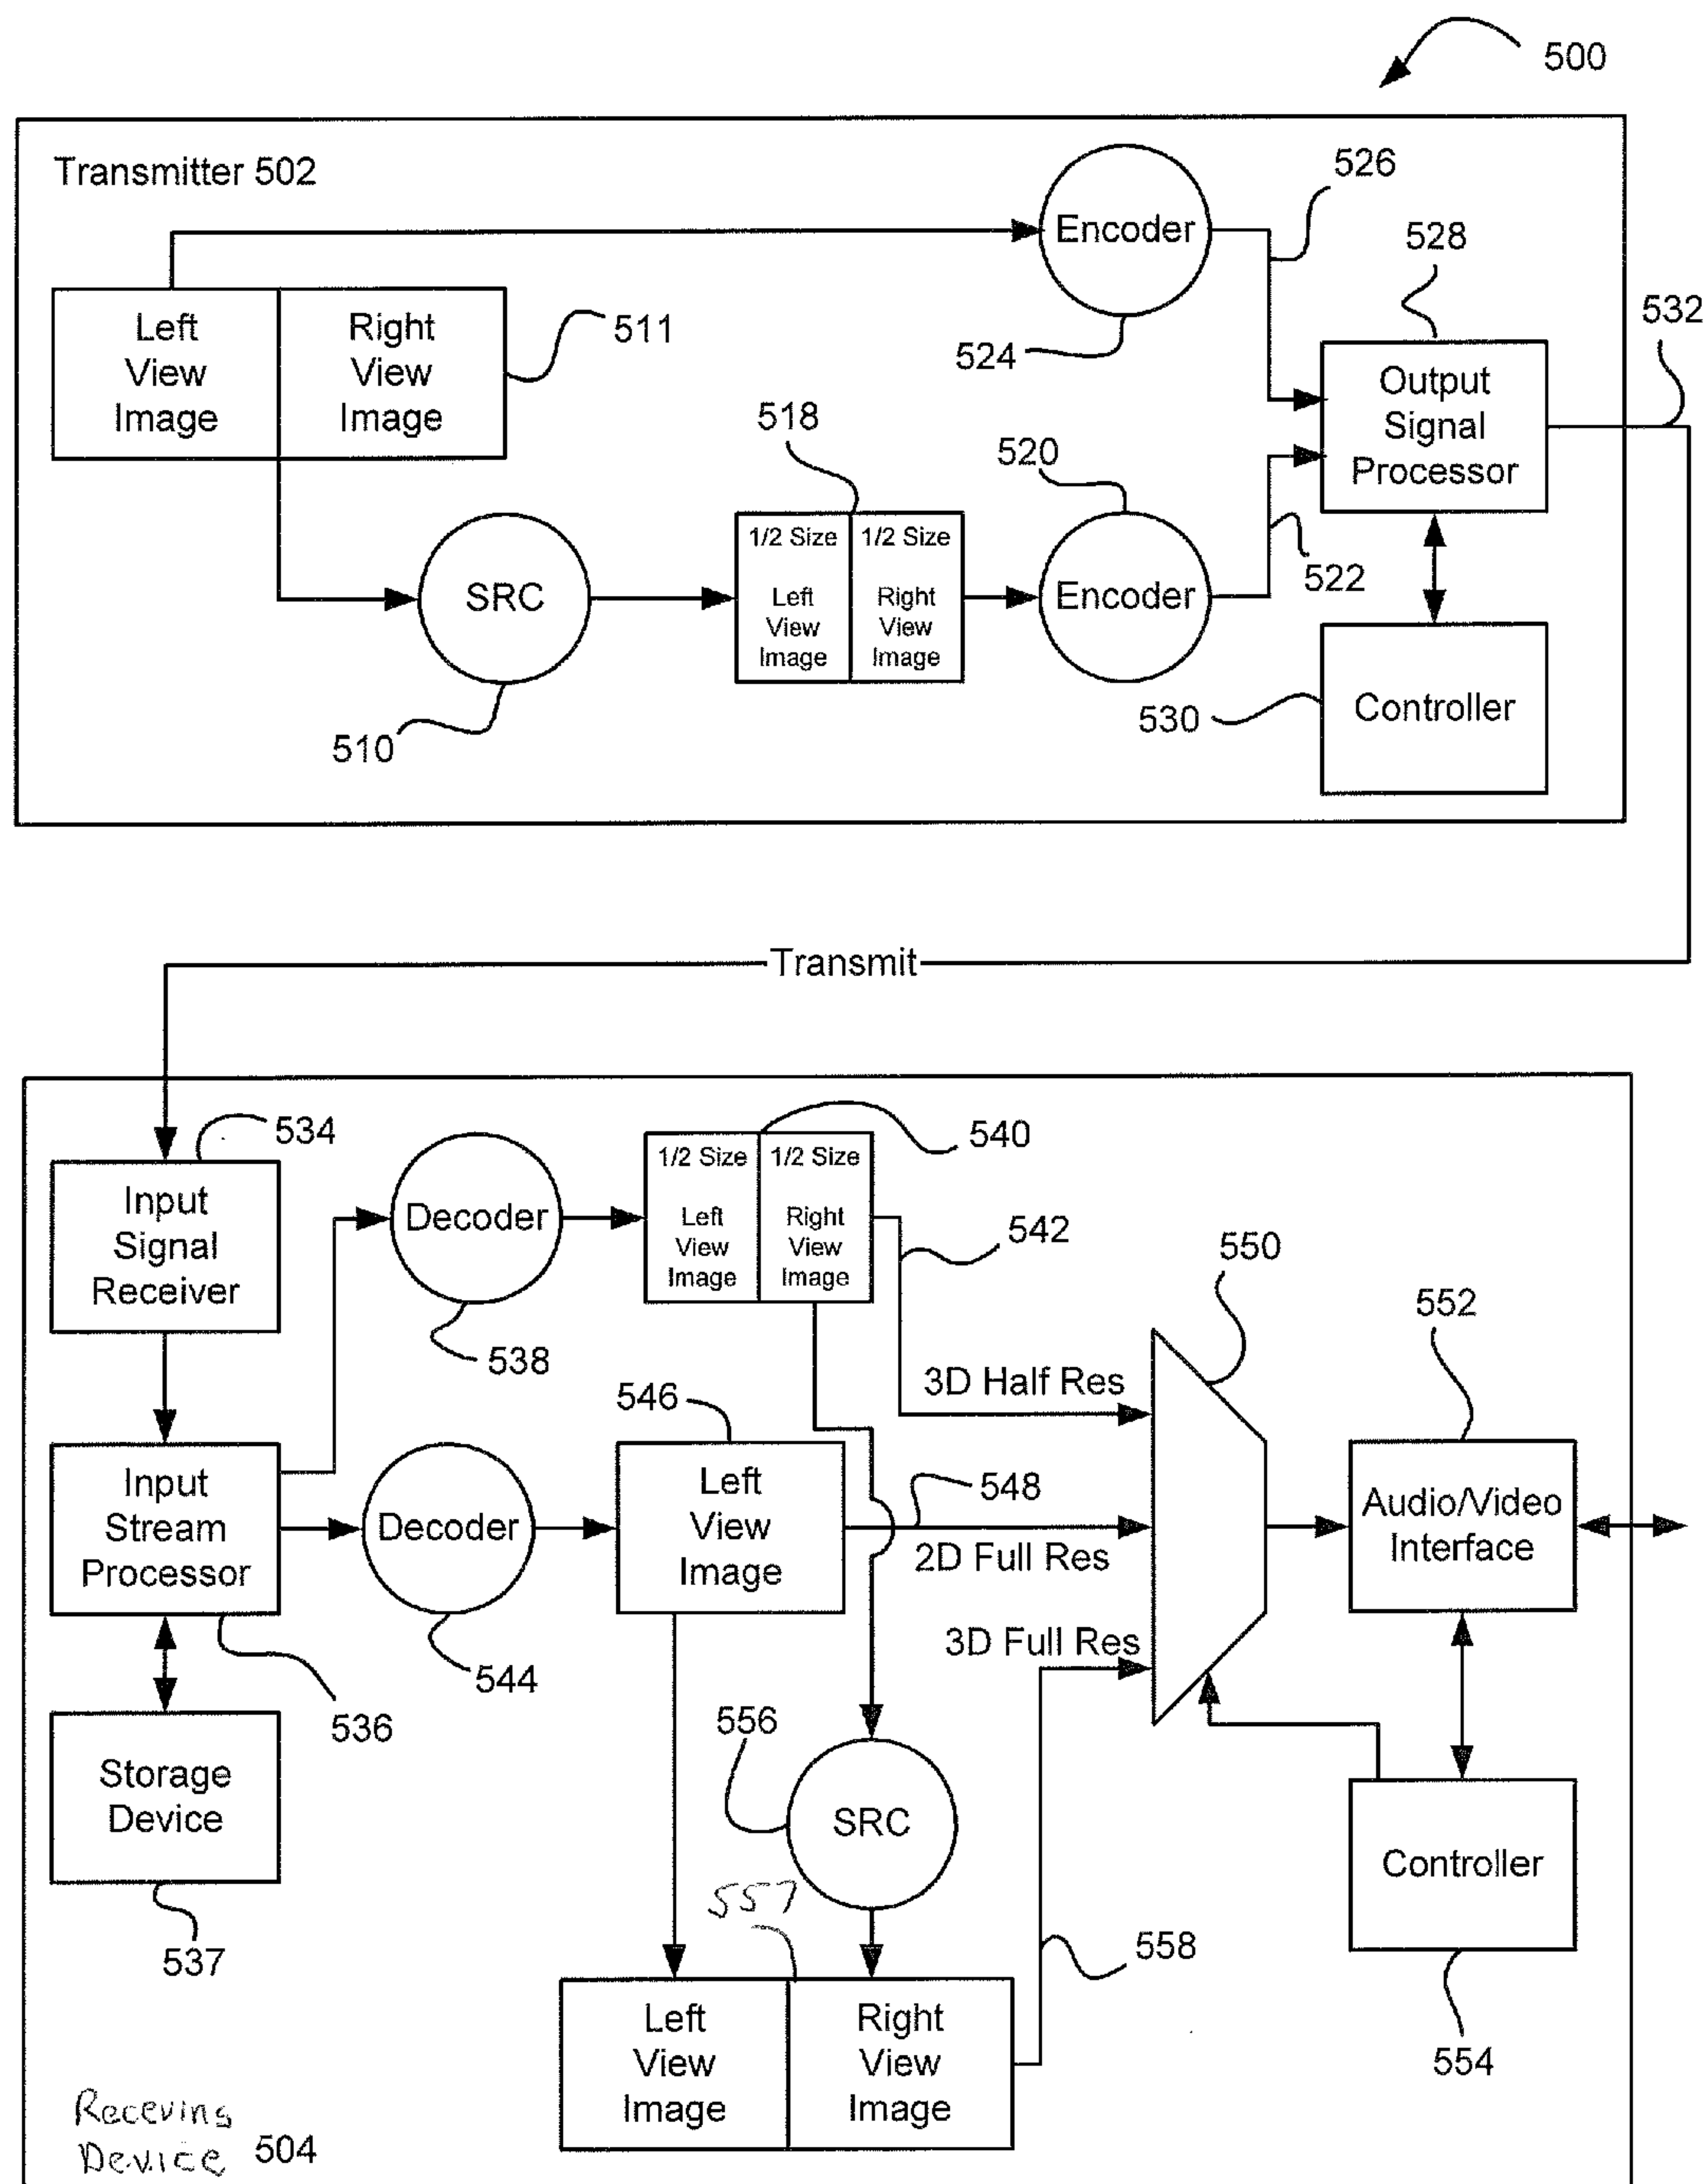 500
Transmitter 502
Encoder
526
528
532
Left
View
Image
Right
View
Image
511
524
Output
Signal
Processor
518
520
1/2 Size
Left
View
Image
1/2 Size
Right
View
Image
SRC
Encoder
522
510
530
Controller
Transmit
534
Input
Signal
Receiver
Decoder
538
540
1/2 Size
Left
View
Image
1/2 Size
Right
View
Image
542
550
552
3D Half Res
546
Input
Stream
Processor
Decoder
Left
View
Image
548
2D Full Res
Audio/Video
Interface
3D Full Res
544
536
556
Storage
Device
SRC
Controller
537
557
558
554
Left
View
Image
Right
View
Image
Receving
Device 504